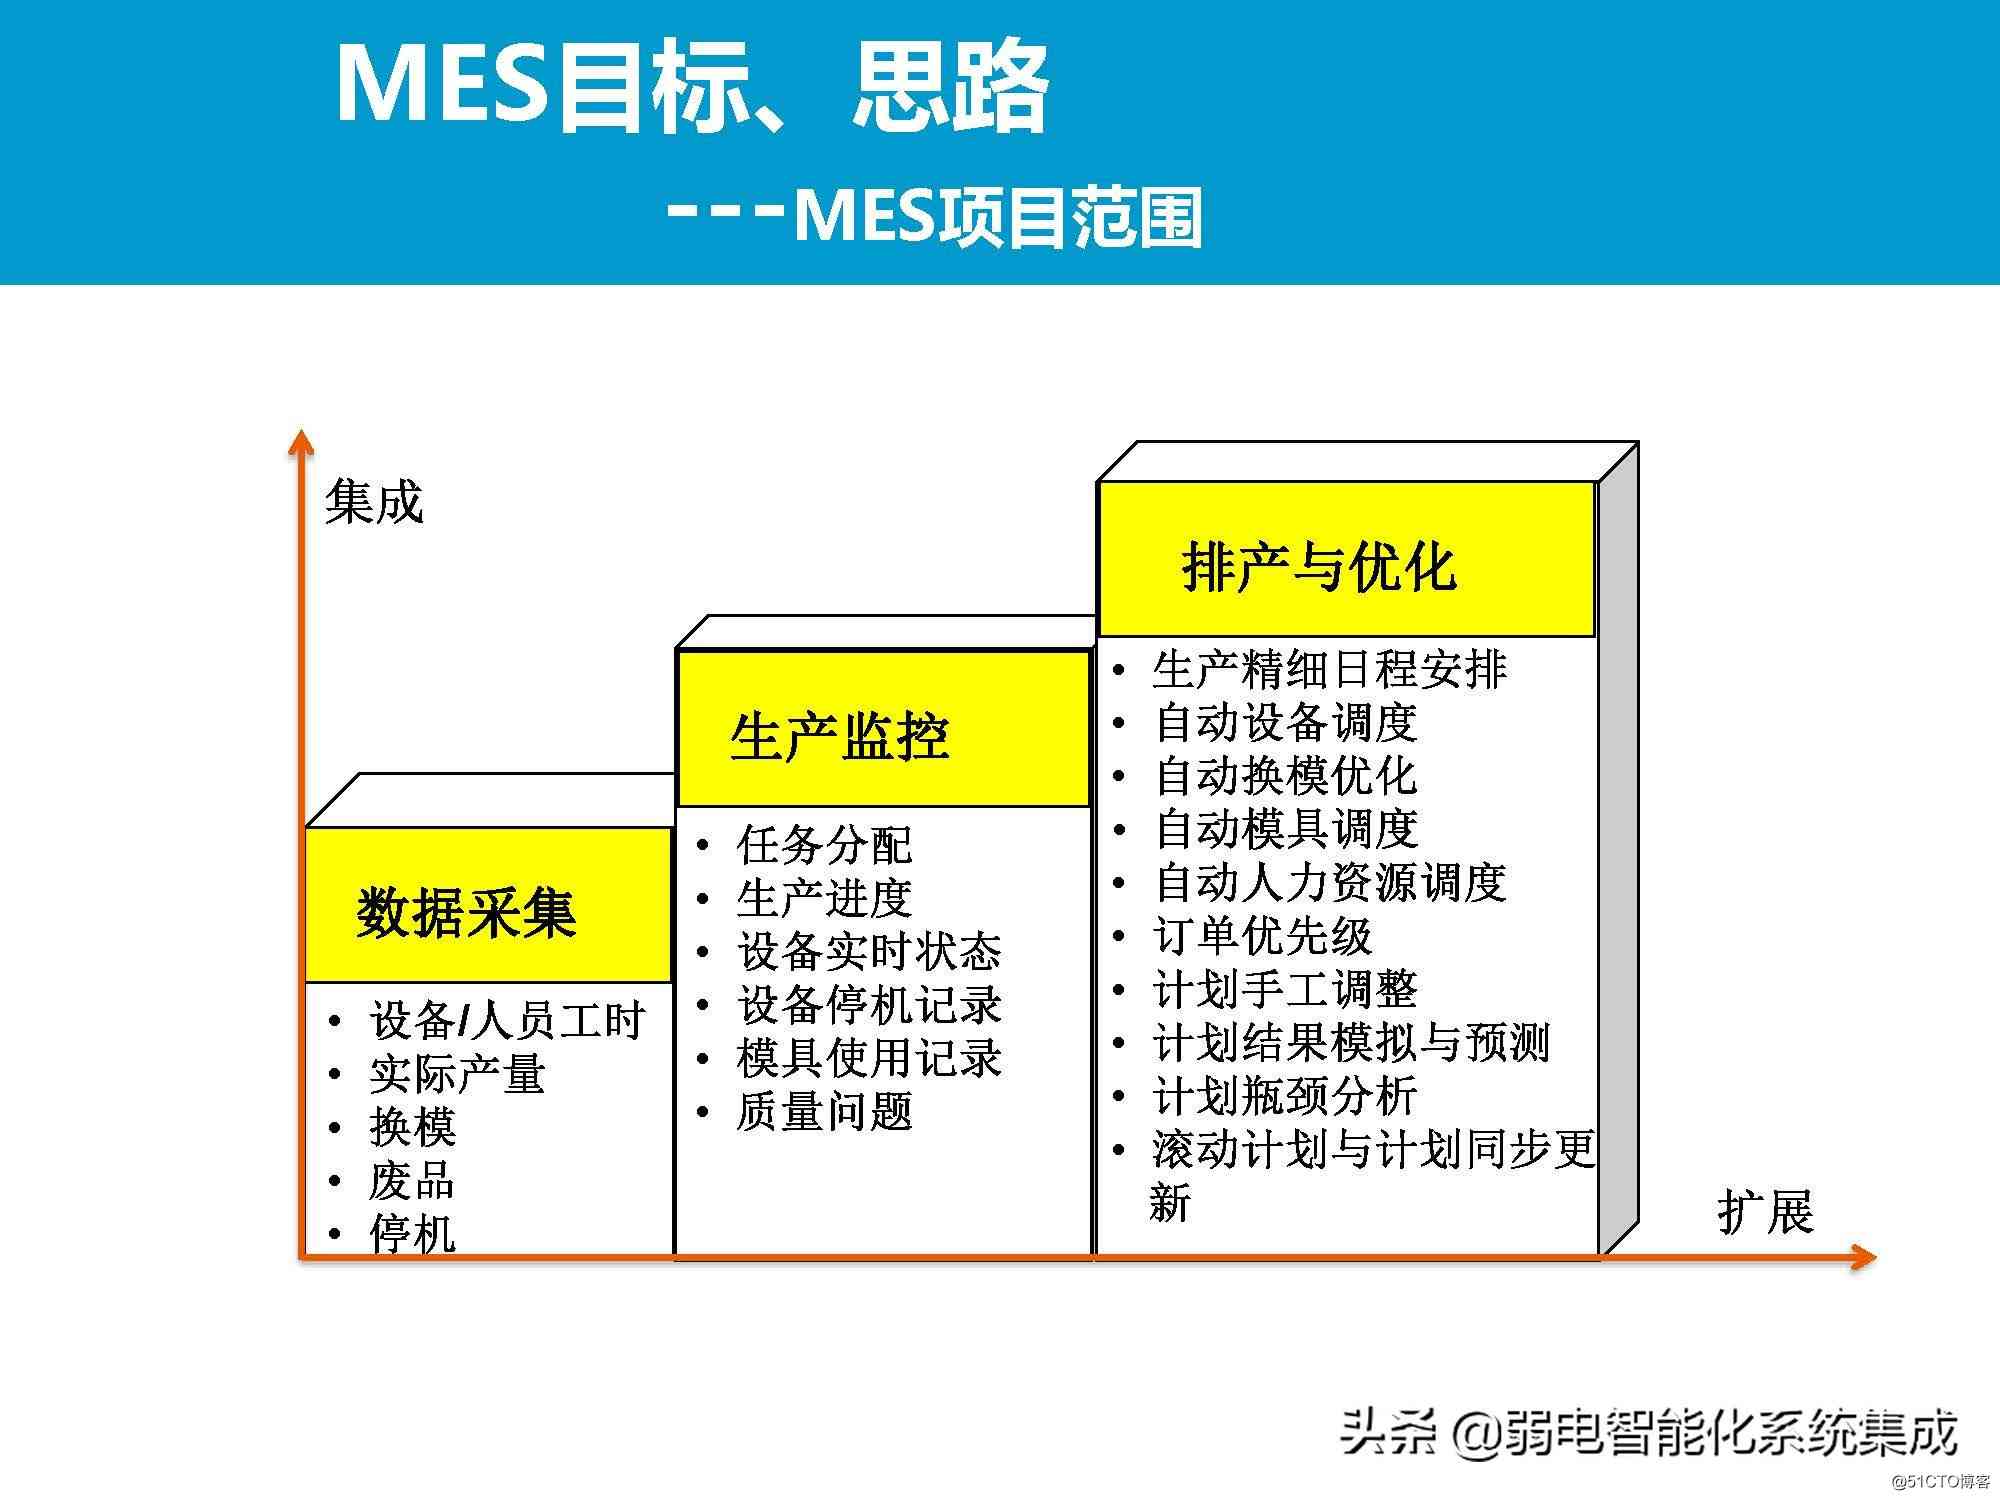 MES目标、思路
---MES项目范围
集成
数据采集
• 设备/人员工时
• 实际产量
• 换模
• 废品
• 停机
生产监控
• 任务分配
• 生产进度
• 设备实时状态
• 设备停机记录
• 模具使用记录
• 质量问题
排产与优化
• 生产精细日程安排
• 自动设备调度
• 自动换模优化
• 自动模具调度
• 自动人力资源调度
• 订单优先级
• 计划手工调整
• 计划结果模拟与预测
• 计划瓶颈分析
• 滚动计划与计划同步更
新
扩展
头条 @弱电智能化系统集成
@51CTO博客